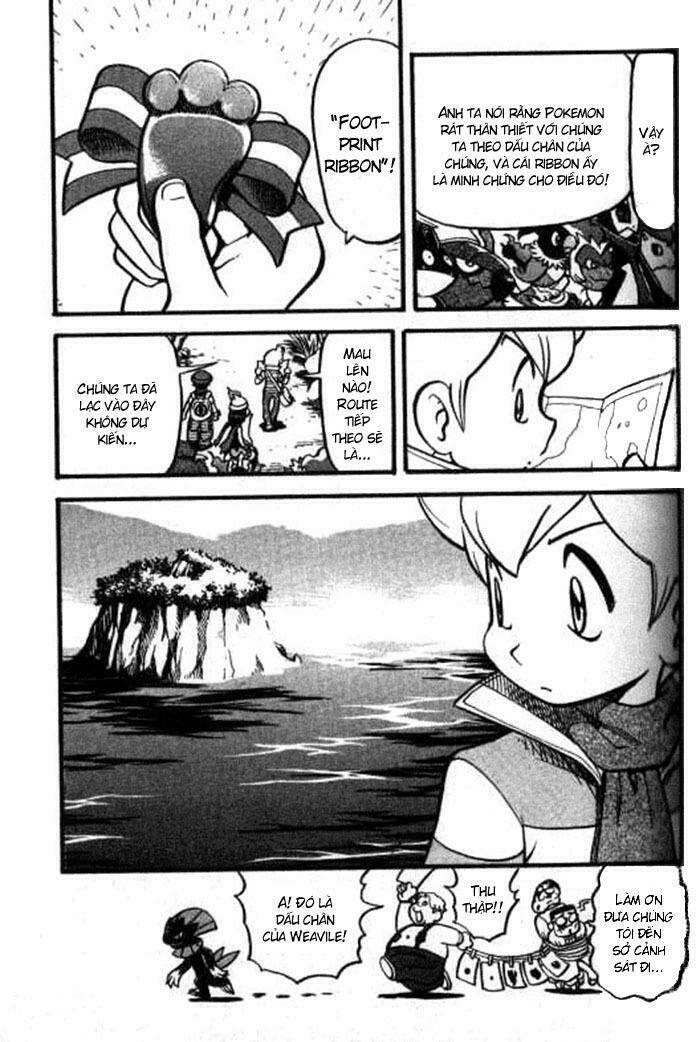 VẬY
À?
ANH TA NÓI RẰNG POKEMON
RÁT THÂN THIẾT VỚI CHÚNG
TA THEO DẤU CHÂN CỦA
CHÚNG, VÀ CÁI RIBBON ẤY
LÀ MINH CHỨNG CHO ĐIỀU ĐÓ!
"FOOT-
PRINT
RIBBON"!
MAU
LÊN
NÀO!
ROUTE
TIẾP
THEO SẼ
LÀ...
CHÚNG TA ĐÃ
LẠC VÀO ĐÂY
KHÔNG DỰ
KIẾN...
LÀM ƠN
ĐƯA CHÚNG
TÔI ĐẾN
SỞ CẢNH
SÁT ĐI...
THU
THẬP!!
A! ĐÓ LÀ
DẤU CHÂN
CỦA WEAVILE!